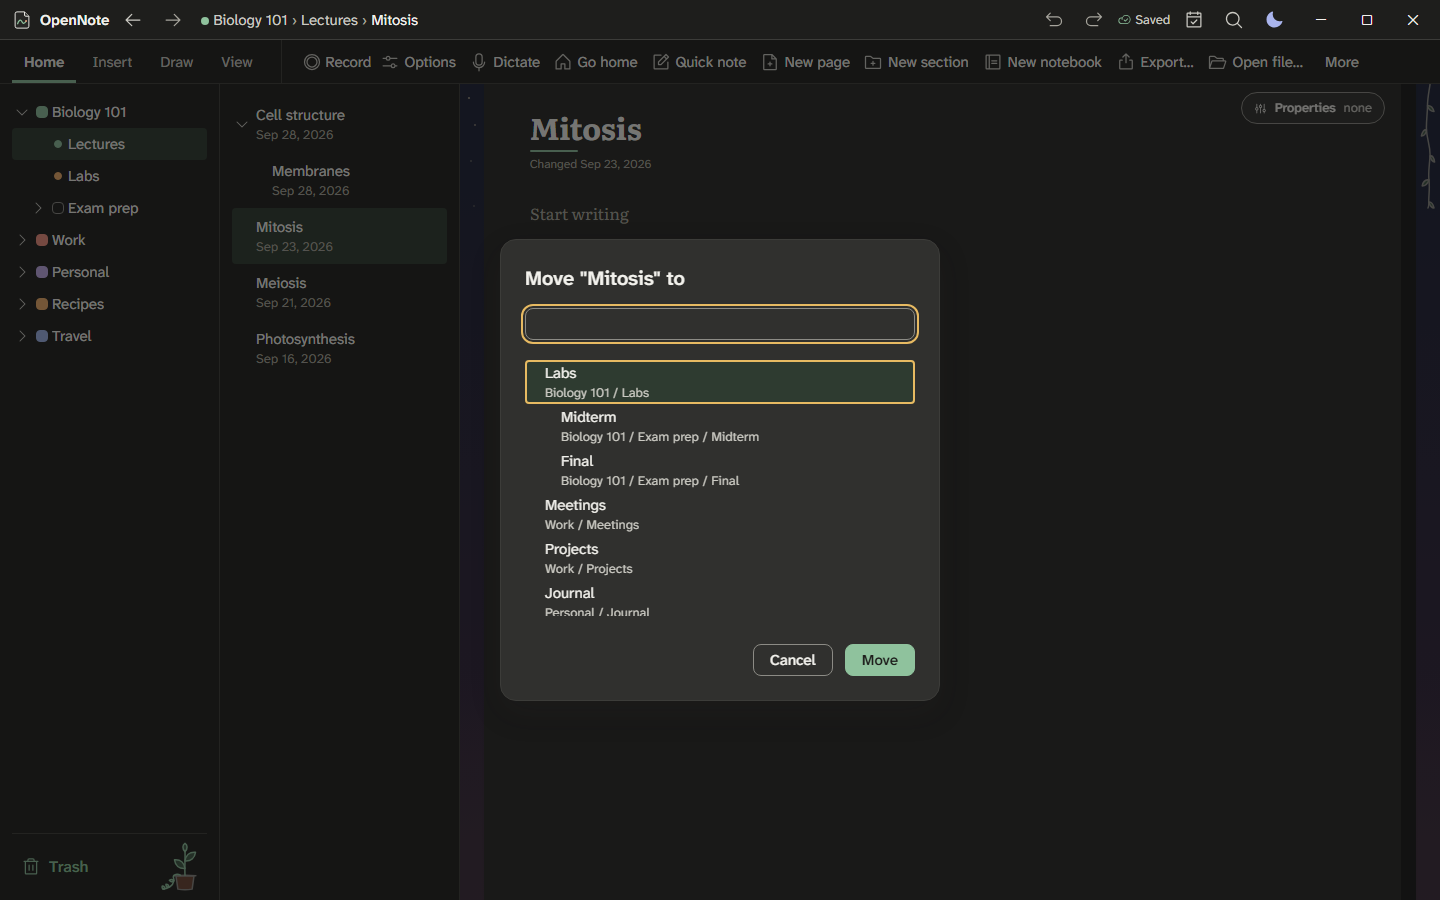 OpenNote
Biology 101 › Lectures › Mitosis
Saved
Home
Insert
Draw
View
Record
Options
Dictate
Go home
Quick note
New page
New section
New notebook
Export...
Open file...
More
Biology 101
Lectures
Labs
Exam prep
Work
Personal
Recipes
Travel
Trash
Cell structure
Sep 28, 2026
Membranes
Sep 28, 2026
Mitosis
Sep 23, 2026
Meiosis
Sep 21, 2026
Photosynthesis
Sep 16, 2026
Properties none
Mitosis
Changed Sep 23, 2026
Start writing
Move "Mitosis" to
Labs
Biology 101 / Labs
Midterm
Biology 101 / Exam prep / Midterm
Final
Biology 101 / Exam prep / Final
Meetings
Work / Meetings
Projects
Work / Projects
Journal
Personal / Journal
Cancel
Move